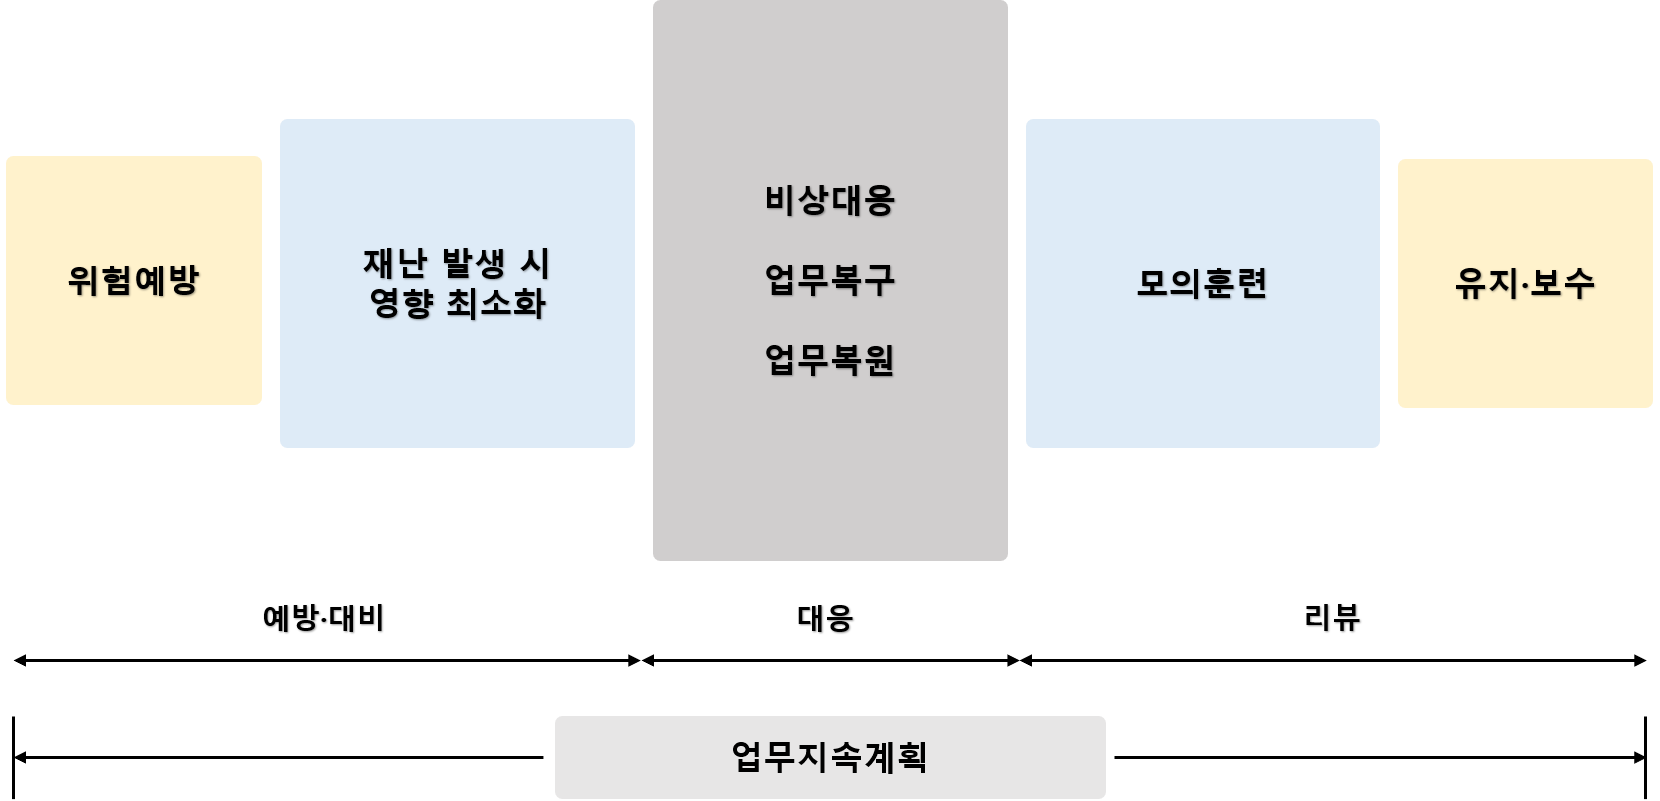 위험예방
재난 발생 시
영향 최소화
비상대응
업무복구
업무복원
모의훈련
유지·보수
예방·대비
대응
리뷰
업무지속계획